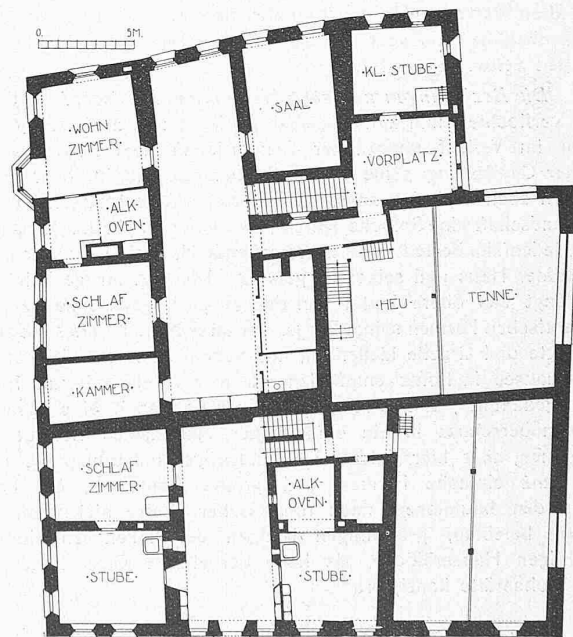 0. 5M.
·WOHN
ZIMMER·
·SAAL·
·KL. STUBE·
·VORPLATZ·
·ALK-
OVEN·
·SCHLAF
ZIMMER·
·HEU·
TENNE·
·KAMMER·
SCHLAF
ZIMMER·
·ALK-
OVEN·
·STUBE·
·STUBE·